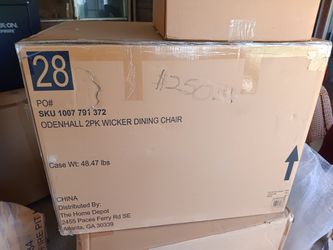 28
PO#
SKU 1007 791 372
ODENHALL 2PK WICKER DINING CHAIR
Case Wt: 48.47 lbs
CHINA
Distributed By:
The Home Depot
2455 Paces Ferry Rd SE
Atlanta, GA 30339